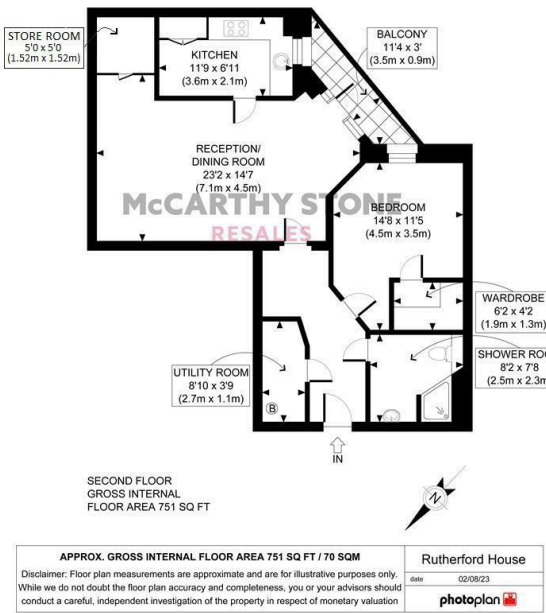 STORE ROOM
5'0 x 5'0
(1.52m x 1.52m)
KITCHEN
11'9 x 6'11
(3.6m x 2.1m)
BALCONY
11'4 x 3'
(3.5m x 0.9m)
RECEPTION/
DINING ROOM
23'2 x 14'7
(7.1m x 4.5m)
McCARTHY STONE
RESALES
BEDROOM
14'8 x 11'5
(4.5m x 3.5m)
WARDROBE
6'2 x 4'2
(1.9m x 1.3m)
UTILITY ROOM
8'10 x 3'9
(2.7m x 1.1m)
SHOWER ROO
8'2 x 7'8
(2.5m x 2.3m
B
IN
SECOND FLOOR
GROSS INTERNAL
FLOOR AREA 751 SQ FT
N
APPROX. GROSS INTERNAL FLOOR AREA 751 SQ FT / 70 SQM
Disclaimer: Floor plan measurements are approximate and are for illustrative purposes only.
While we do not doubt the floor plan accuracy and completeness, you or your advisors should
conduct a careful, independent investigation of the property in respect of monetary valuation
Rutherford House
date 02/08/23
photoplan